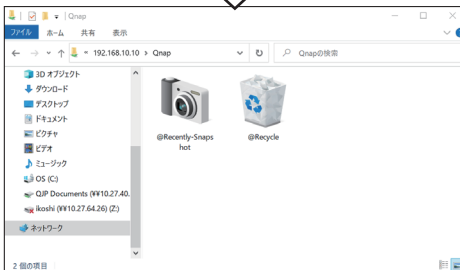 Qnap
ファイル ホーム 共有 表示
192.168.10.10 > Qnap
Qnapの検索
3D オブジェクト
ダウンロード
デスクトップ
ドキュメント
ピクチャ
ビデオ
ミュージック
OS (C:)
QJP Documents (¥¥10.27.40.
ikoshi (¥¥10.27.64.26) (Z:)
ネットワーク
@Recently-Snaps
hot
@Recycle
2 個の項目